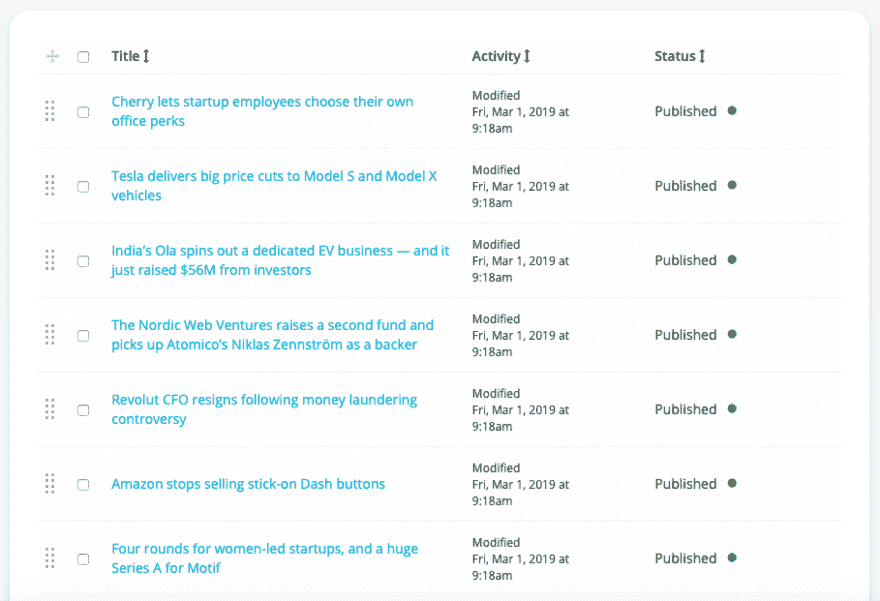 Title Activity Status
Cherry lets startup employees choose their own
office perks
Modified
Fri, Mar 1, 2019 at
9:18am
Published
Tesla delivers big price cuts to Model S and Model X
vehicles
Modified
Fri, Mar 1, 2019 at
9:18am
Published
India’s Ola spins out a dedicated EV business — and it
just raised $56M from investors
Modified
Fri, Mar 1, 2019 at
9:18am
Published
The Nordic Web Ventures raises a second fund and
picks up Atomico’s Niklas Zennström as a backer
Modified
Fri, Mar 1, 2019 at
9:18am
Published
Revolut CFO resigns following money laundering
controversy
Modified
Fri, Mar 1, 2019 at
9:18am
Published
Amazon stops selling stick-on Dash buttons
Modified
Fri, Mar 1, 2019 at
9:18am
Published
Four rounds for women-led startups, and a huge
Series A for Motif
Modified
Fri, Mar 1, 2019 at
9:18am
Published